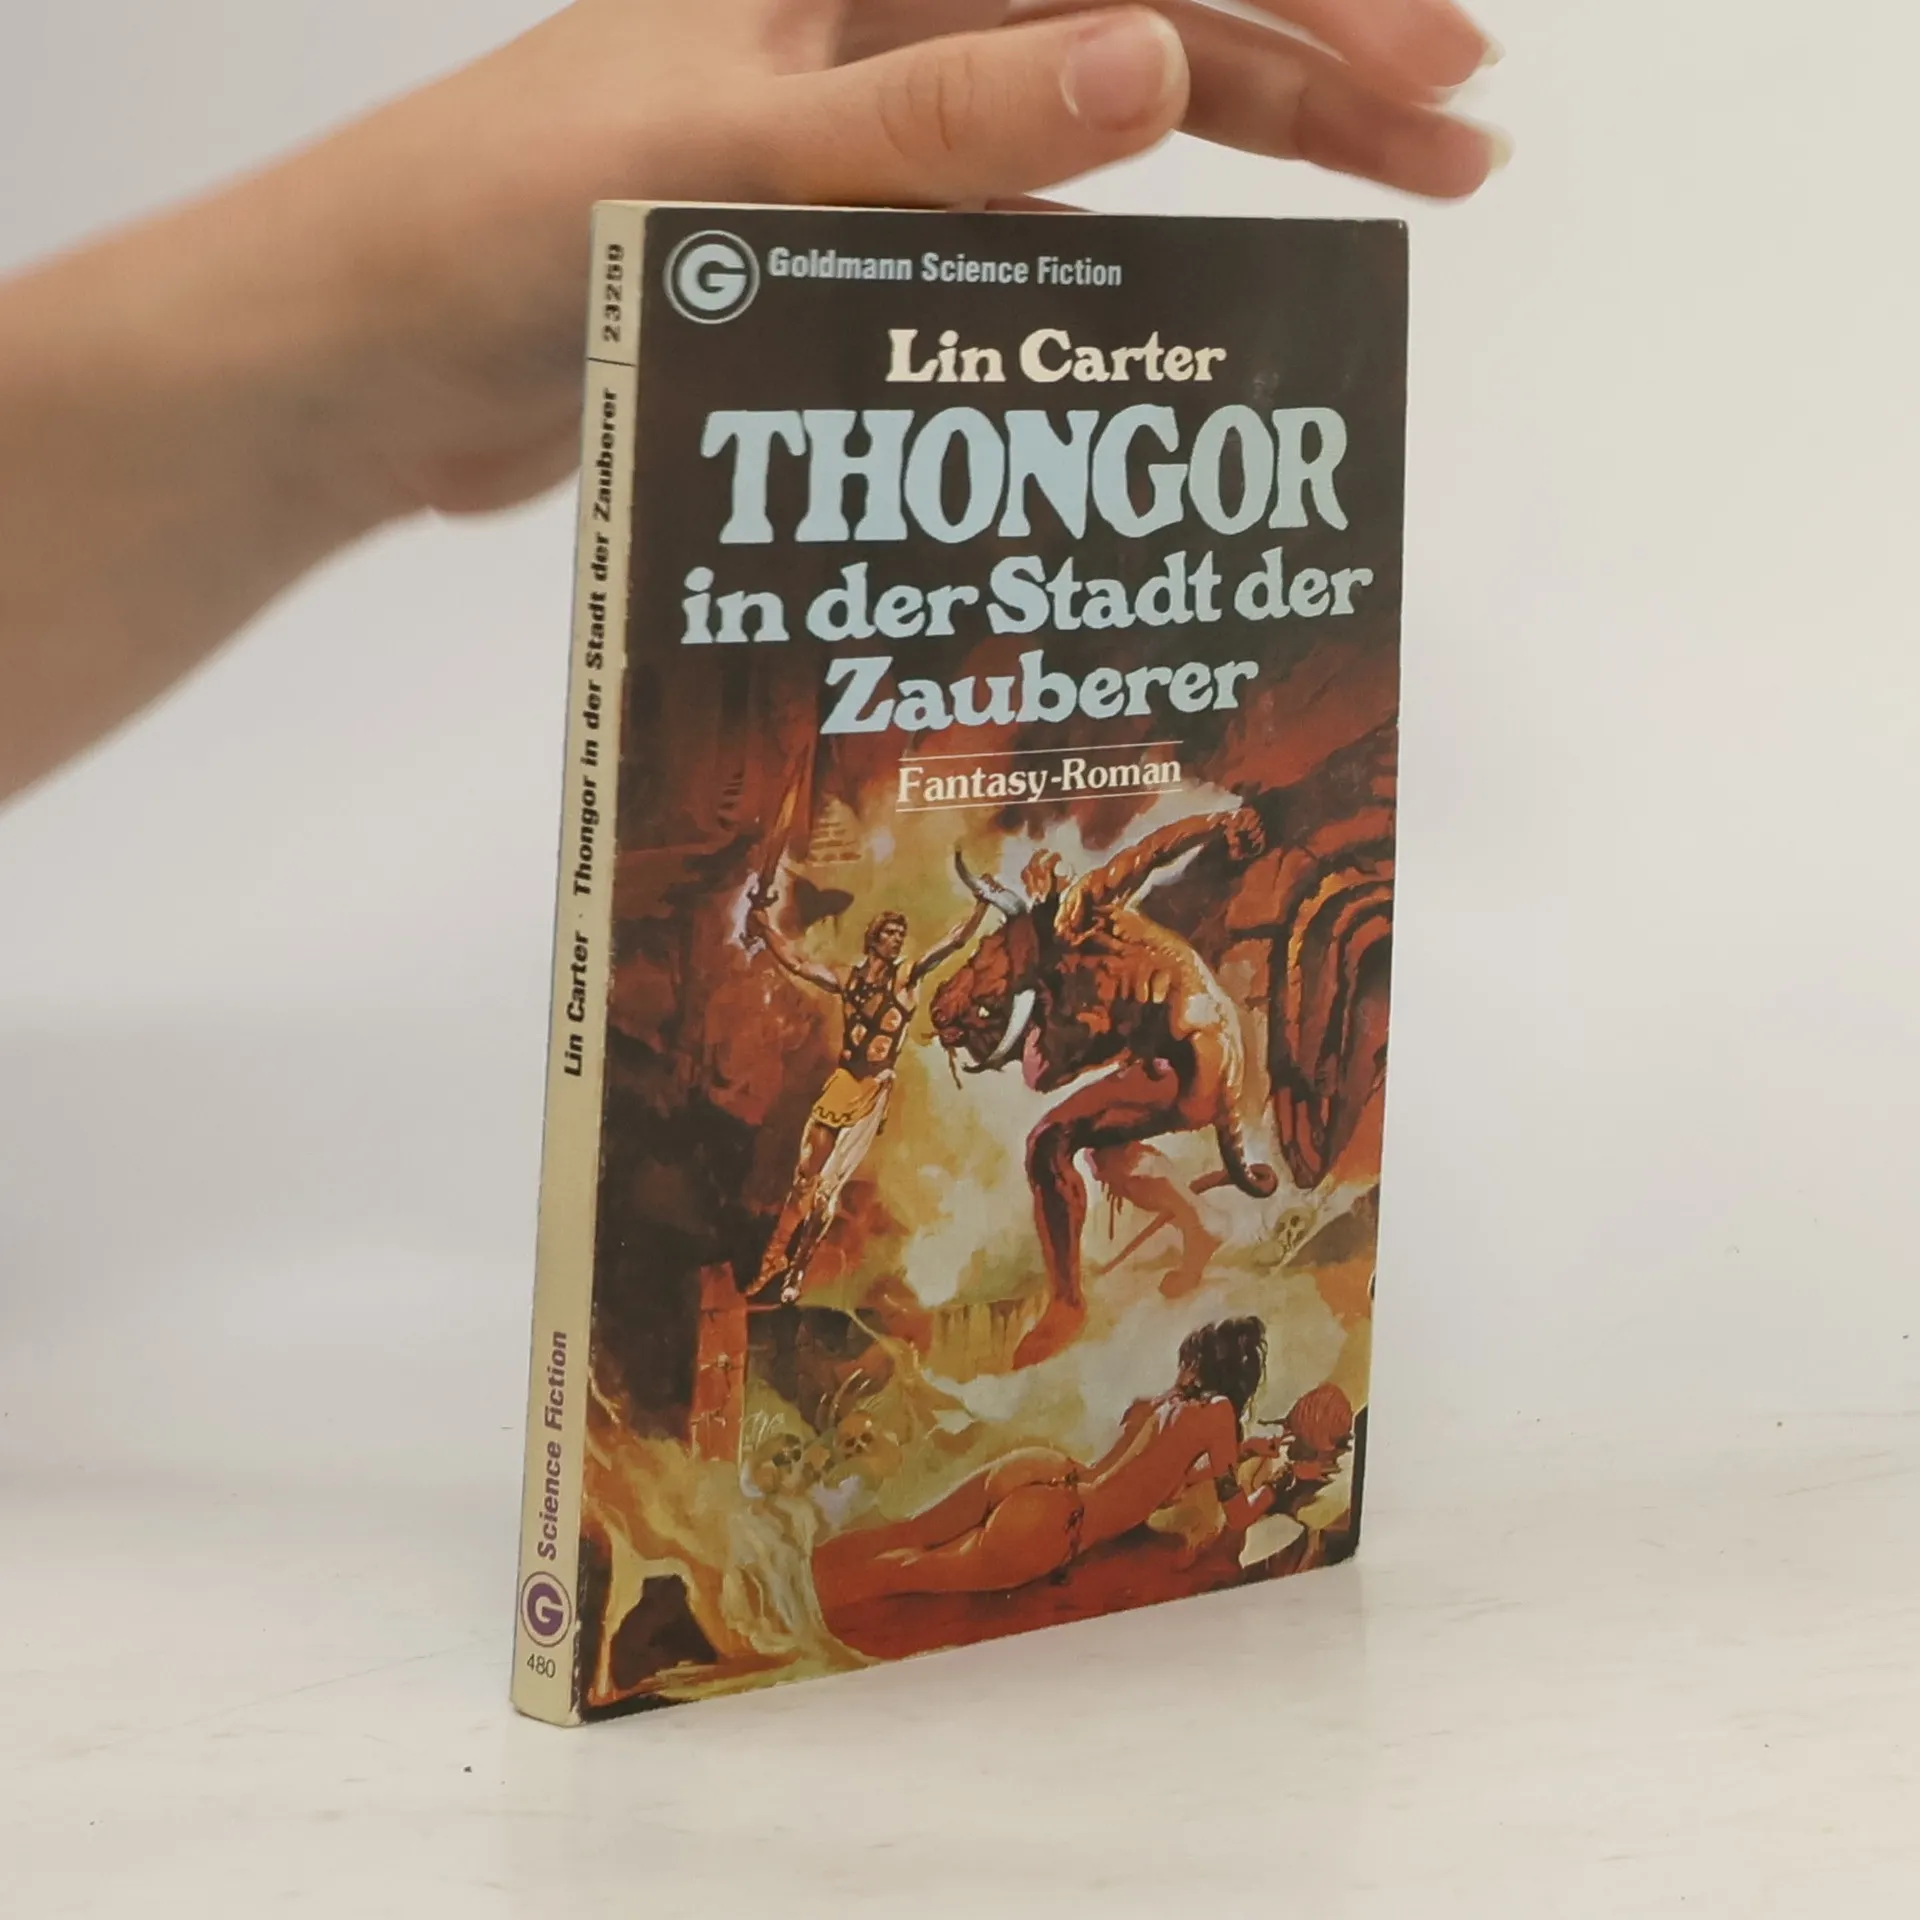 G Goldmann Science Fiction
Lin Carter
THONGOR
in der Stadt der
Zauberer
Fantasy-Roman
23259
Lin Carter · Thongor in der Stadt der Zauberer
Science Fiction
G
480